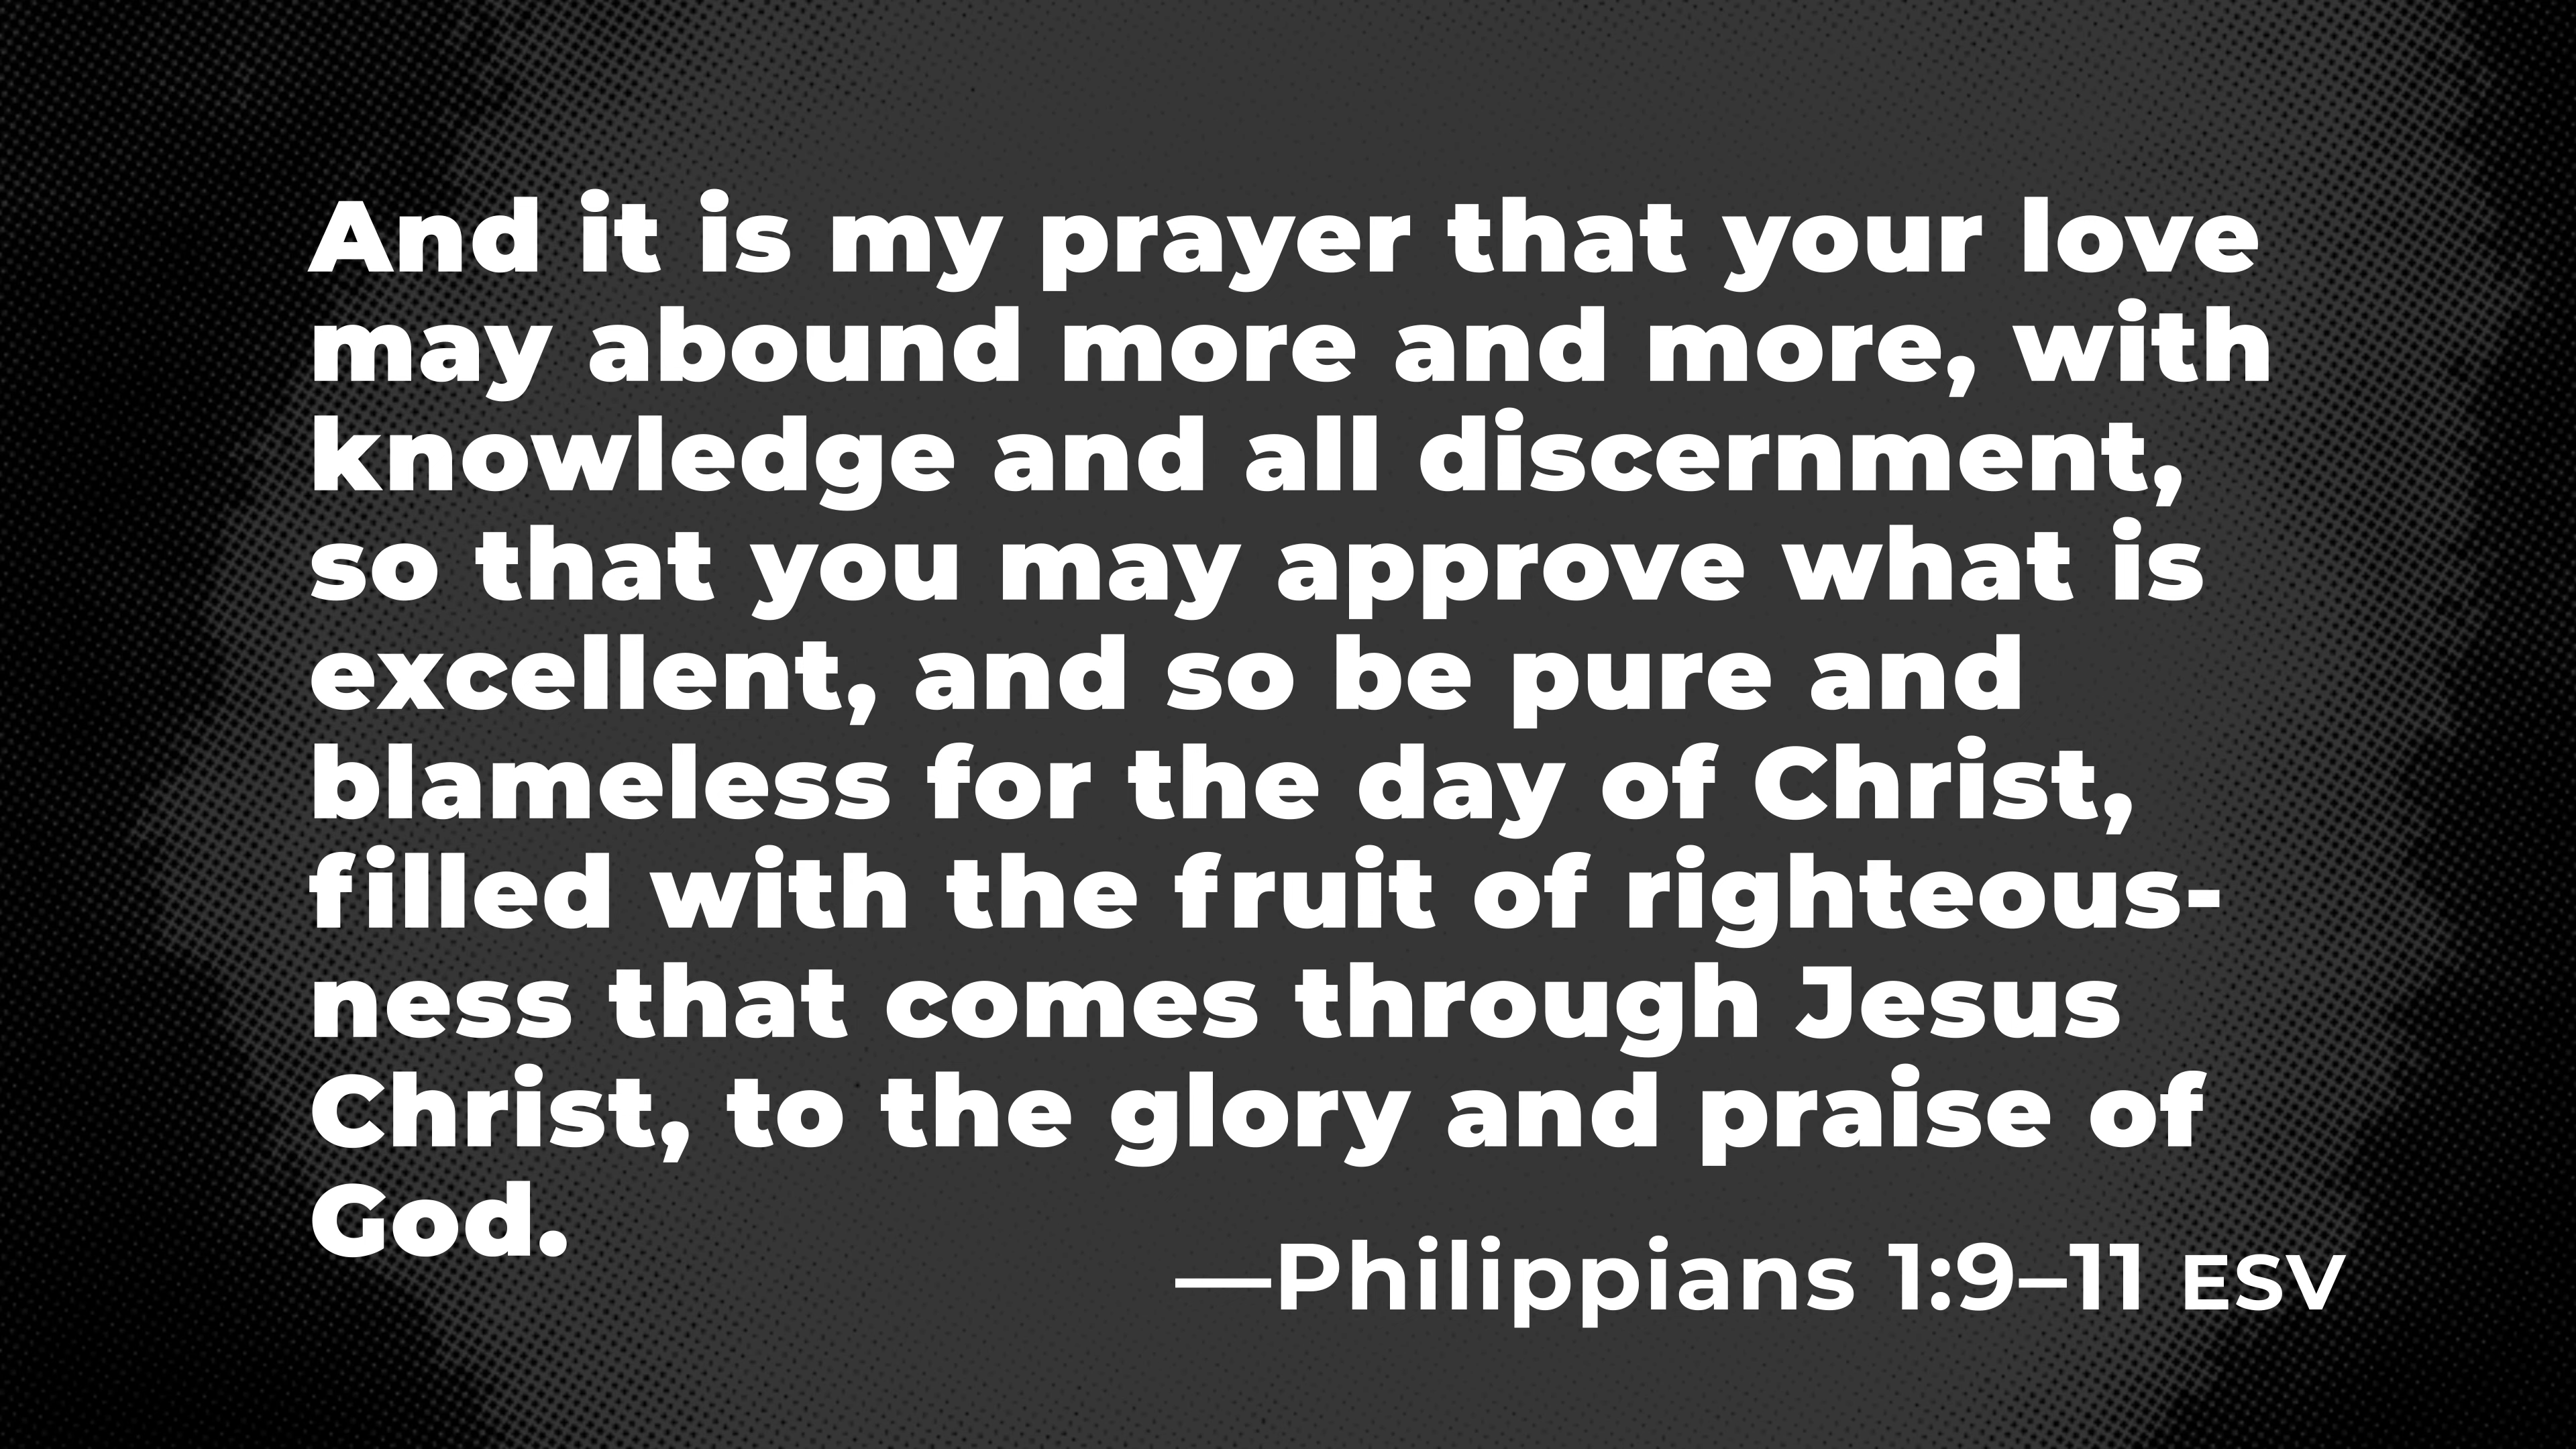 And it is my prayer that your love
may abound more and more, with
knowledge and all discernment,
so that you may approve what is
excellent, and so be pure and
blameless for the day of Christ,
filled with the fruit of righteous-
ness that comes through Jesus
Christ, to the glory and praise of
God.
—Philippians 1:9–11 ESV